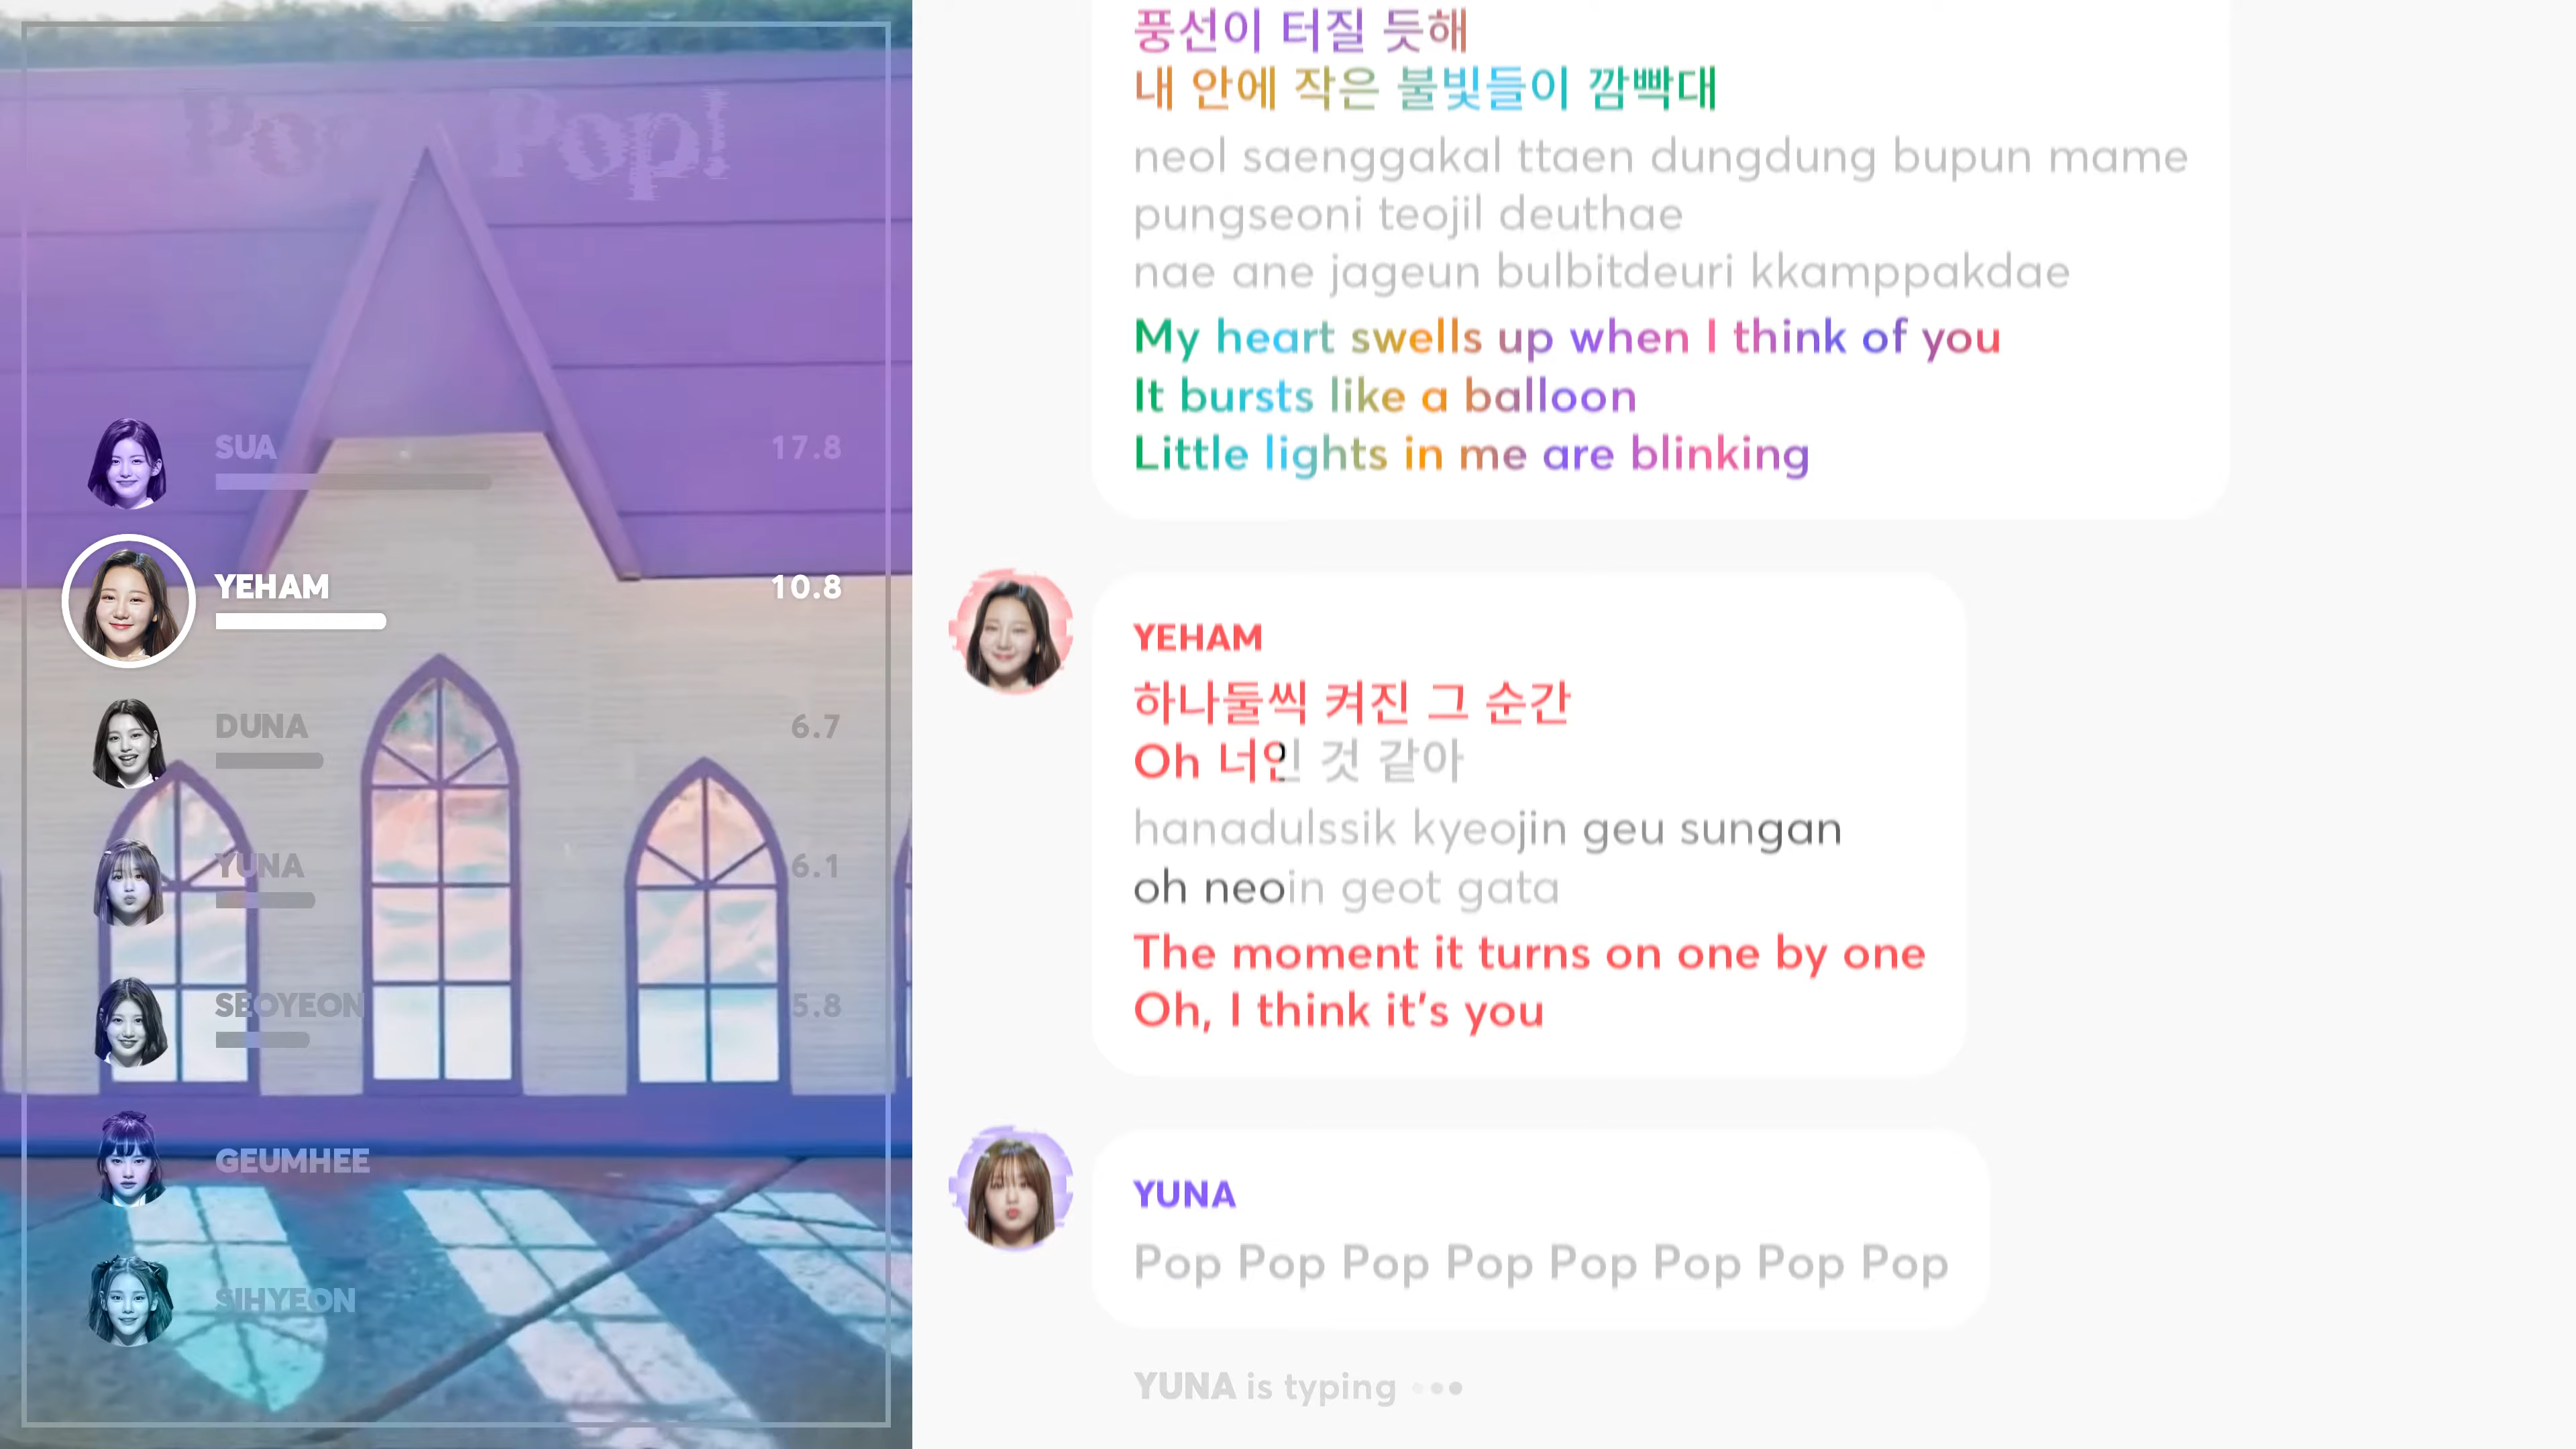 Pop Pop!
SUA 17.8
YEHAM 10.8
DUNA 6.7
YUNA 6.1
SEOYEON 5.8
GEUMHEE
SIHYEON
풍선이 터질 듯해
내 안에 작은 불빛들이 깜빡대
neol saenggakal ttaen dungdung bupun mame
pungseoni teojil deuthae
nae ane jageun bulbitdeuri kkamppakdae
My heart swells up when I think of you
It bursts like a balloon
Little lights in me are blinking
YEHAM
하나둘씩 켜진 그 순간
Oh 너인 것 같아
hanadulssik kyeojin geu sungan
oh neoin geot gata
The moment it turns on one by one
Oh, I think it's you
YUNA
Pop Pop Pop Pop Pop Pop Pop Pop
YUNA is typing